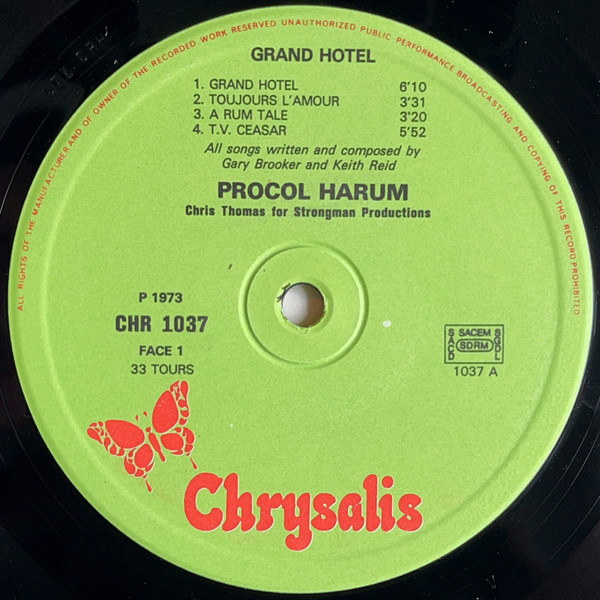 ALL RIGHTS OF THE MANUFACTURER AND OF OWNER OF THE RECORDED WORK RESERVED UNAUTHORIZED PUBLIC PERFORMANCE BROADCASTING AND COPYING OF THIS RECORD PROHIBITED
GRAND HOTEL
1. GRAND HOTEL 6'10
2. TOUJOURS L'AMOUR 3'31
3. A RUM TALE 3'20
4. T.V. CEASAR 5'52
All songs written and composed by
Gary Brooker and Keith Reid
PROCOL HARUM
Chris Thomas for Strongman Productions
P 1973
CHR 1037
FACE 1
33 TOURS
SACD SACEM SDRM SGDL
1037 A
Chrysalis